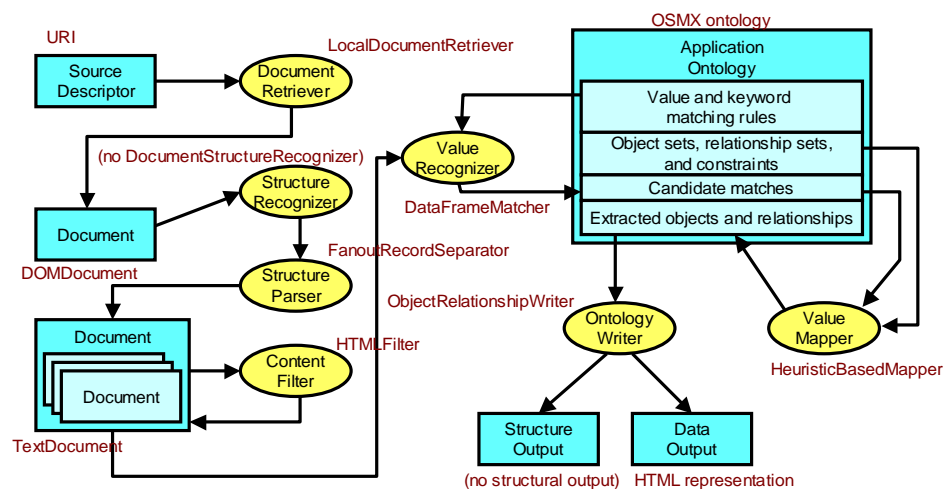 URI
Source
Descriptor
LocalDocumentRetriever
Document
Retriever
(no DocumentStructureRecognizer)
Structure
Recognizer
Document
DOMDocument
FanoutRecordSeparator
Structure
Parser
Document
Document
TextDocument
HTMLFilter
Content
Filter
OSMX ontology
Application
Ontology
Value and keyword
matching rules
Object sets, relationship sets,
and constraints
Candidate matches
Extracted objects and relationships
Value
Recognizer
DataFrameMatcher
ObjectRelationshipWriter
Ontology
Writer
Value
Mapper
HeuristicBasedMapper
Structure
Output
(no structural output)
Data
Output
HTML representation